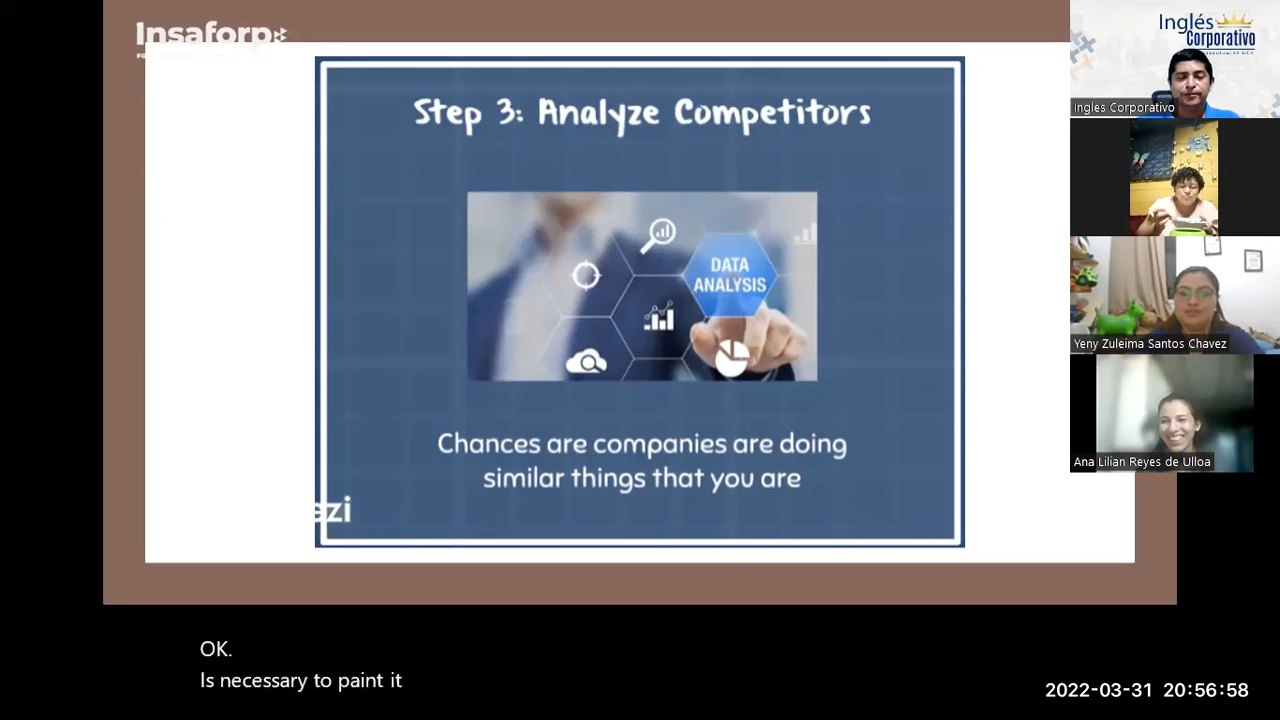 Insaforp
Step 3: Analyze Competitors
DATA
ANALYSIS
Chances are companies are doing
similar things that you are
azi
OK.
Is necessary to paint it
Inglés
Corporativo
Ingles Corporativo
Yeny Zuleima Santos Chavez
Ana Lilian Reyes de Ulloa
2022-03-31 20:56:58